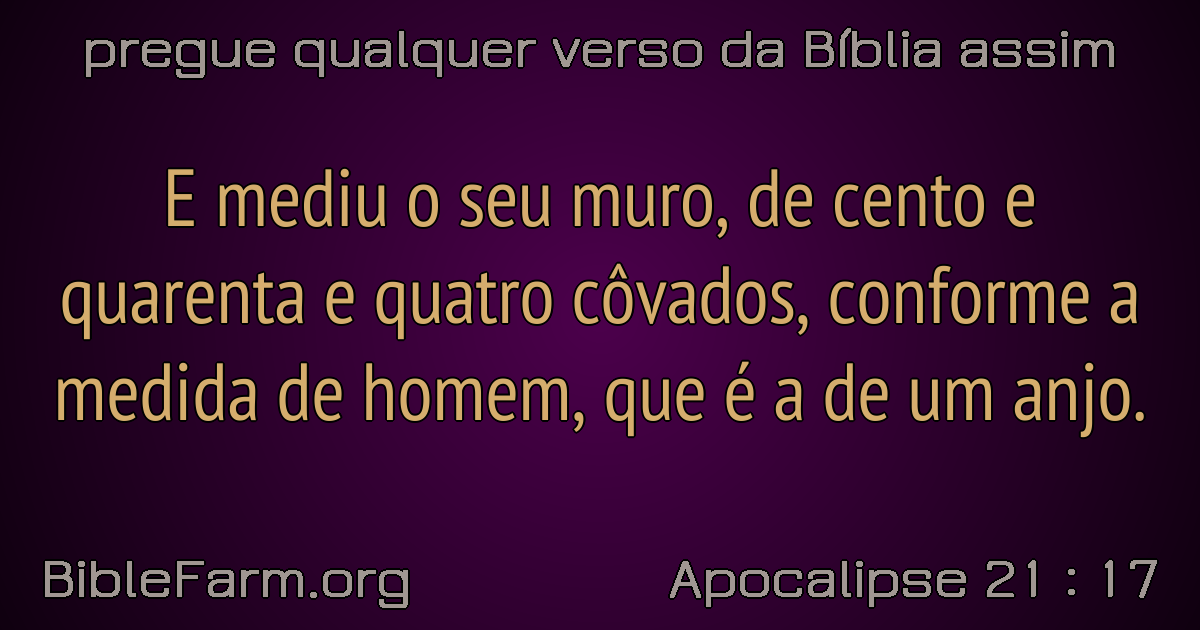 pregue qualquer verso da Bíblia assim
E mediu o seu muro, de cento e
quarenta e quatro côvados, conforme a
medida de homem, que é a de um anjo.
BibleFarm.org
Apocalipse 21 : 17